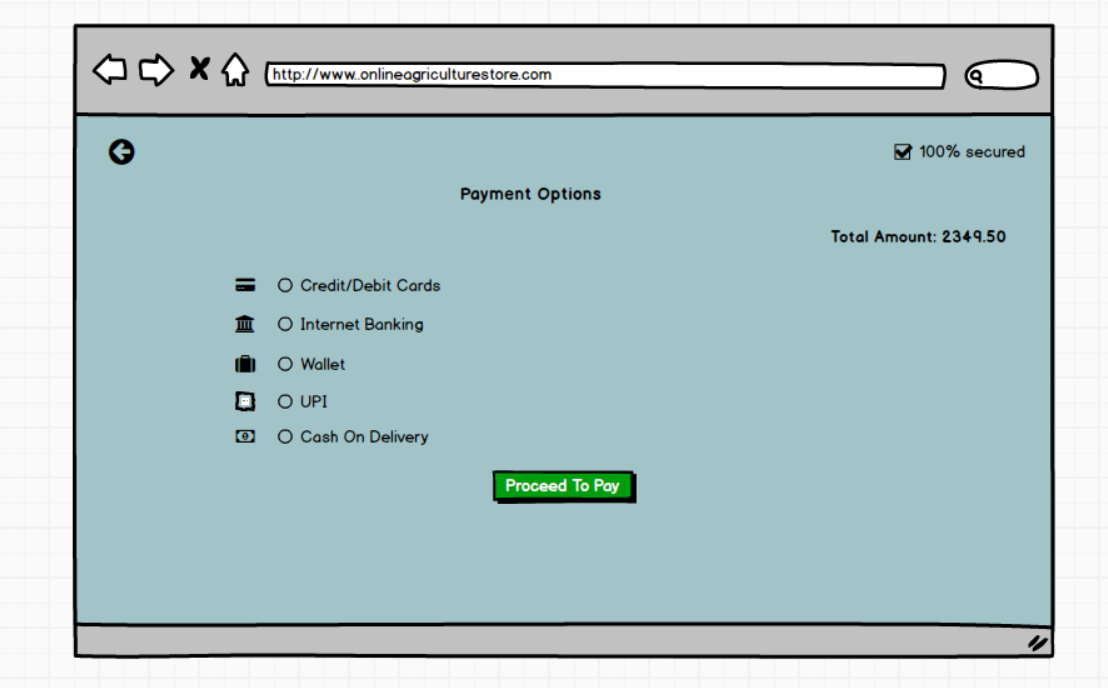 http://www.onlineagriculturestore.com
100% secured
Payment Options
Total Amount: 2349.50
Credit/Debit Cards
Internet Banking
Wallet
UPI
Cash On Delivery
Proceed To Pay